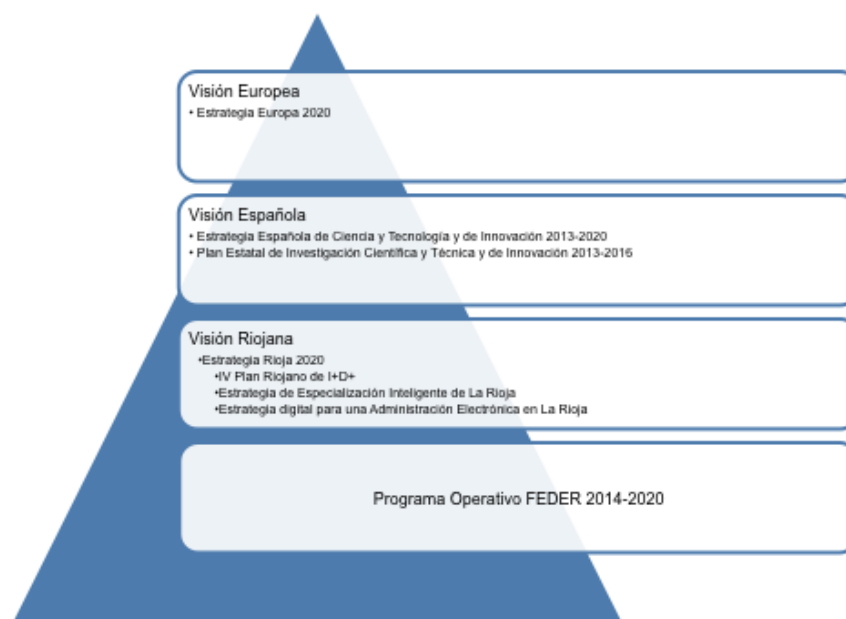 Visión Europea
• Estrategia Europa 2020
Visión Española
• Estrategia Española de Ciencia y Tecnología y de Innovación 2013-2020
• Plan Estatal de Investigación Científica y Técnica y de Innovación 2013-2016
Visión Riojana
•Estrategia Rioja 2020
•IV Plan Riojano de I+D+
•Estrategia de Especialización Inteligente de La Rioja
•Estrategia digital para una Administración Electrónica en La Rioja
Programa Operativo FEDER 2014-2020